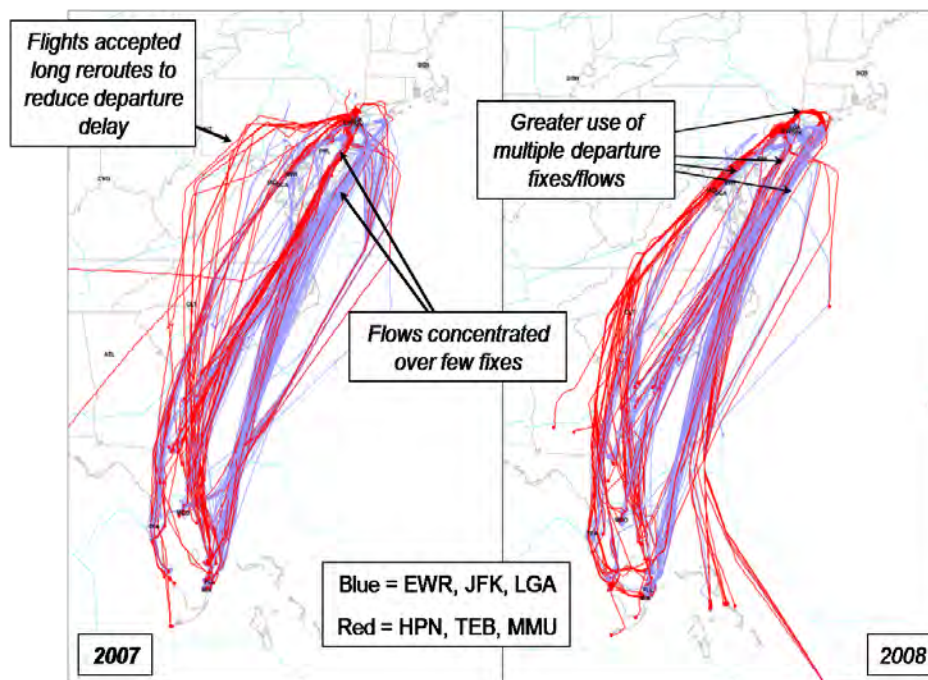 Flights accepted
long reroutes to
reduce departure
delay
Greater use of
multiple departure
fixes/flows
Flows concentrated
over few fixes
Blue = EWR, JFK, LGA
Red = HPN, TEB, MMU
2007
2008